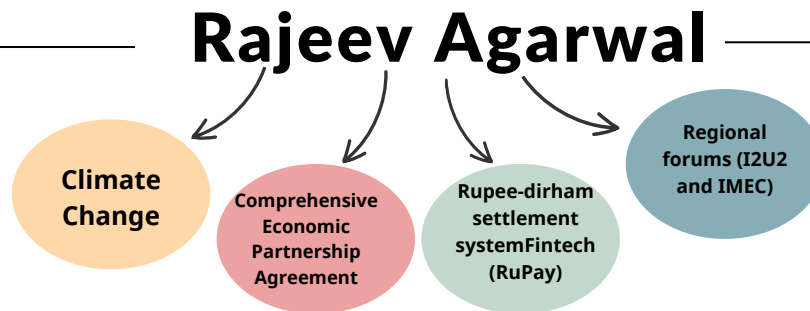 Rajeev Agarwal
Climate
Change
Comprehensive
Economic
Partnership
Agreement
Rupee-dirham
settlement
systemFintech
(RuPay)
Regional
forums (I2U2
and IMEC)